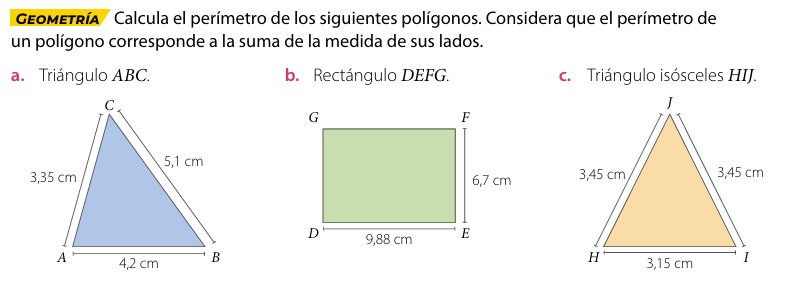 GEOMETRÍA Calcula el perímetro de los siguientes polígonos. Considera que el perímetro de
un polígono corresponde a la suma de la medida de sus lados.
a. Triángulo ABC.
C
3,35 cm
5,1 cm
A
B
4,2 cm
b. Rectángulo DEFG.
G
F
6,7 cm
D
E
9,88 cm
c. Triángulo isósceles HIJ.
J
3,45 cm
3,45 cm
H
I
3,15 cm